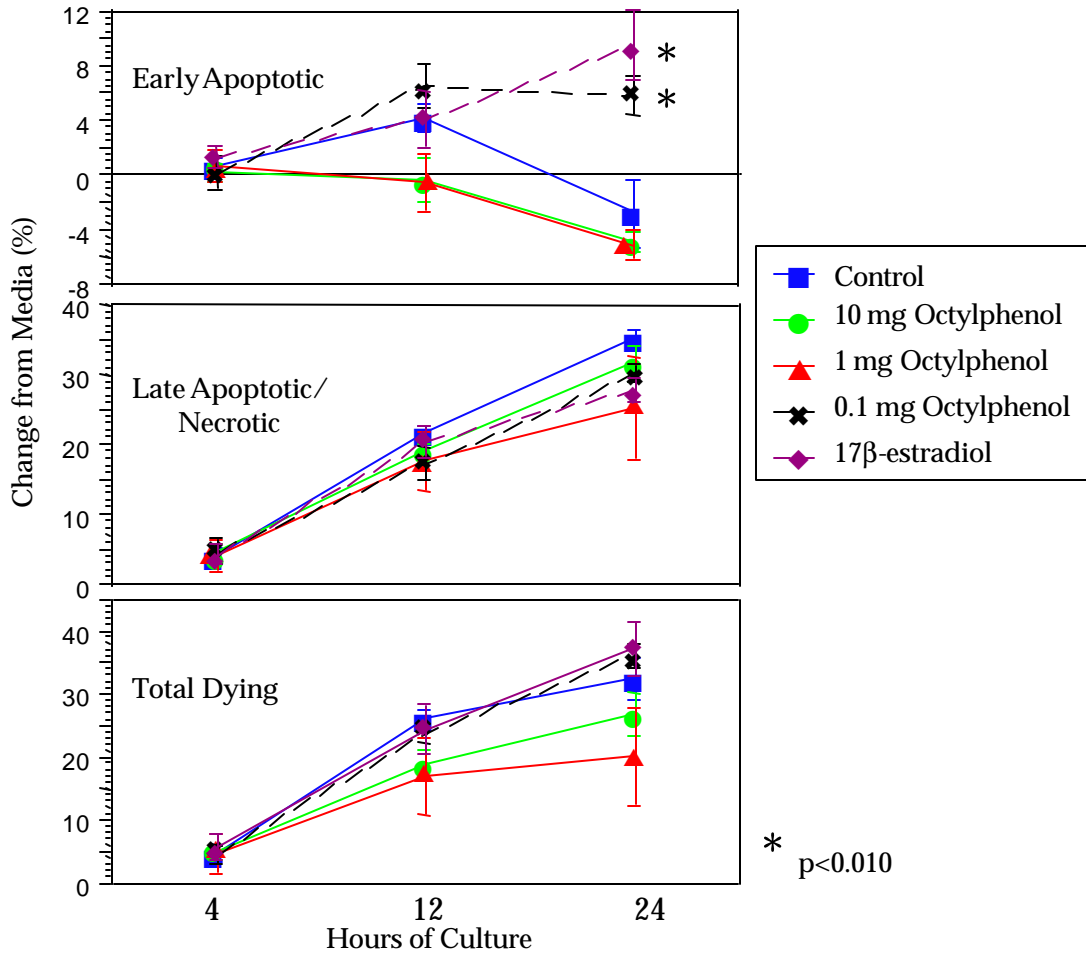 12
8
4
0
-4
-8
Early Apoptotic
*
*
Change from Media (%)
40
30
20
10
0
Late Apoptotic/
Necrotic
Control
10 mg Octylphenol
1 mg Octylphenol
0.1 mg Octylphenol
17β-estradiol
40
30
20
10
0
Total Dying
* p<0.010
4 12 24
Hours of Culture